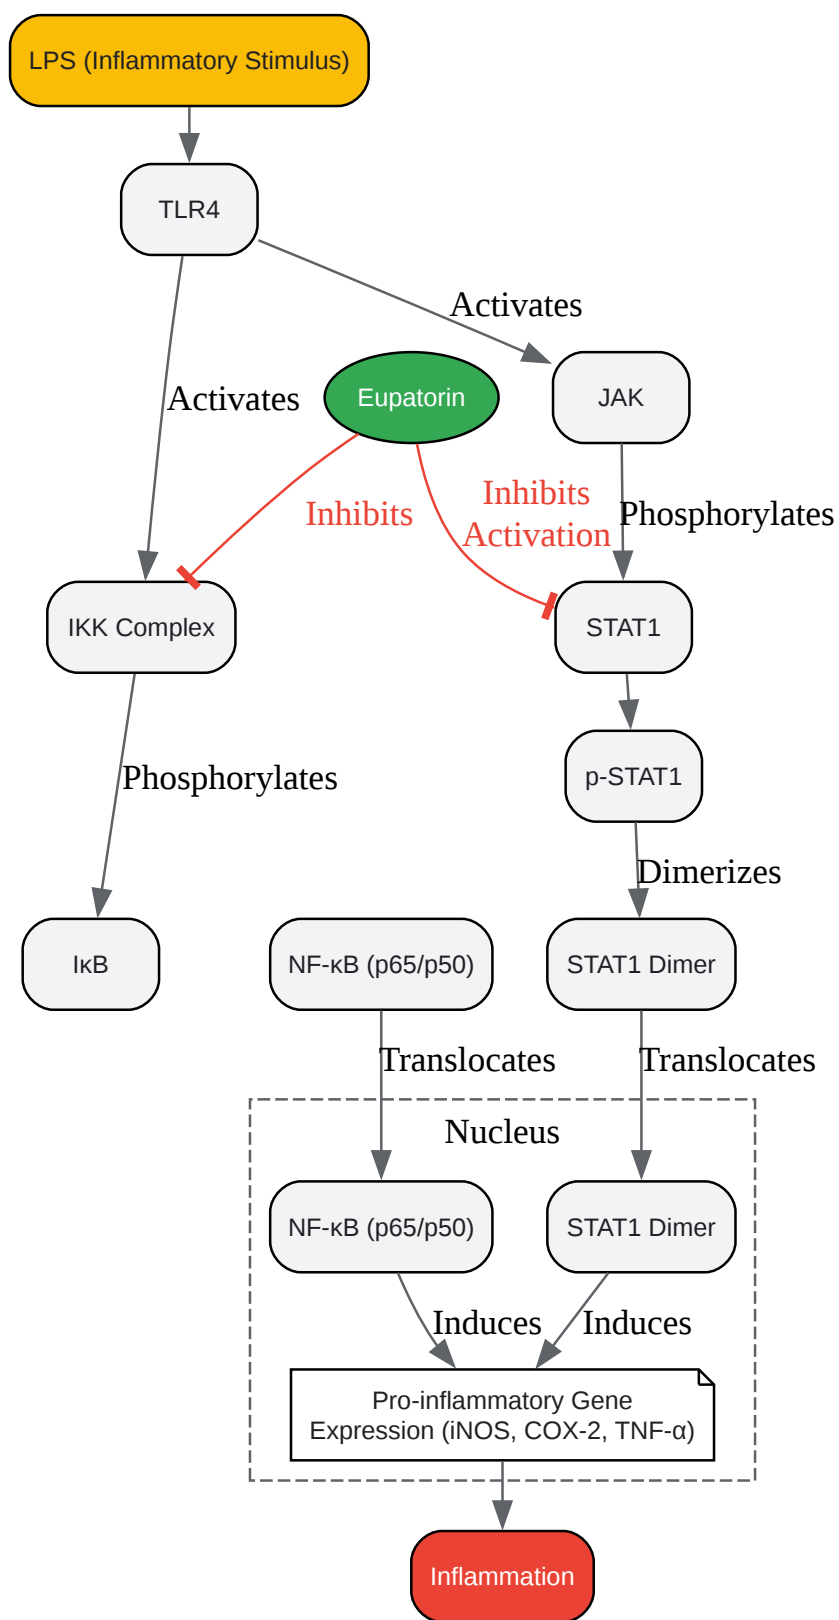 LPS (Inflammatory Stimulus)
TLR4
Activates
Activates
Eupatorin
JAK
Inhibits
Inhibits
Activation
Phosphorylates
IKK Complex
STAT1
Phosphorylates
p-STAT1
Dimerizes
IκB
NF-κB (p65/p50)
STAT1 Dimer
Translocates
Translocates
Nucleus
NF-κB (p65/p50)
STAT1 Dimer
Induces
Induces
Pro-inflammatory Gene
Expression (iNOS, COX-2, TNF-α)
Inflammation